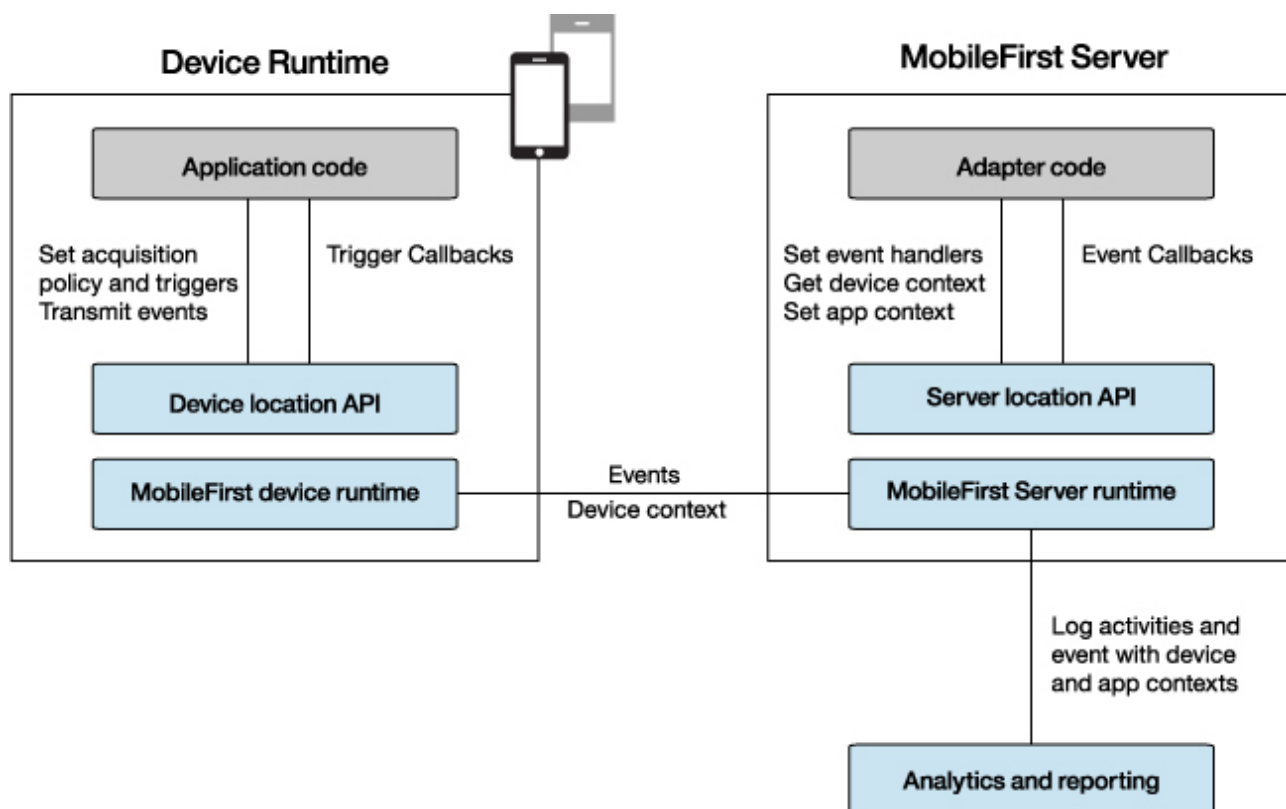 Device Runtime
Application code
Set acquisition
policy and triggers
Transmit events
Trigger Callbacks
Device location API
MobileFirst device runtime
Events
Device context
MobileFirst Server
Adapter code
Set event handlers
Get device context
Set app context
Event Callbacks
Server location API
MobileFirst Server runtime
Log activities and
event with device
and app contexts
Analytics and reporting